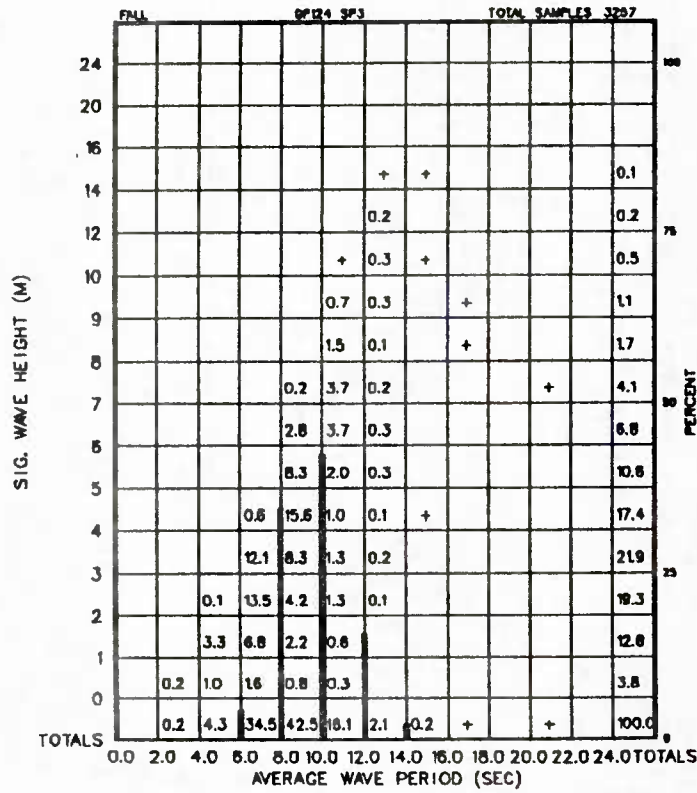 FALL GP124 SP3 TOTAL SAMPLES
100
24
20
16
+ + 0.1
14
0.2 0.2
12 75
+ 0.3 + 0.5
10
0.7 0.3 + 1.1
9
1.5 0.1 + 1.7
8
0.2 3.7 0.2 + 4.1
7 50
2.8 3.7 0.3 6.8
6
8.3 2.0 0.3 10.6
5
0.6 15.6 1.0 0.1 + 17.4
4
12.1 8.3 1.3 0.2 21.9
3 25
0.1 13.5 4.2 1.3 0.1 19.3
2
3.3 6.8 2.2 0.6 12.8
1
0.2 1.0 1.6 0.8 0.3 3.8
0
0.2 4.3 34.5 42.5 16.1 2.1 0.2 + + 100.0
TOTALS 0
0.0 2.0 4.0 6.0 8.0 10.0 12.0 14.0 16.0 18.0 20.0 22.0 24.0 TOTALS
AVERAGE WAVE PERIOD (SEC)
SIG. WAVE HEIGHT (M)
PERCENT